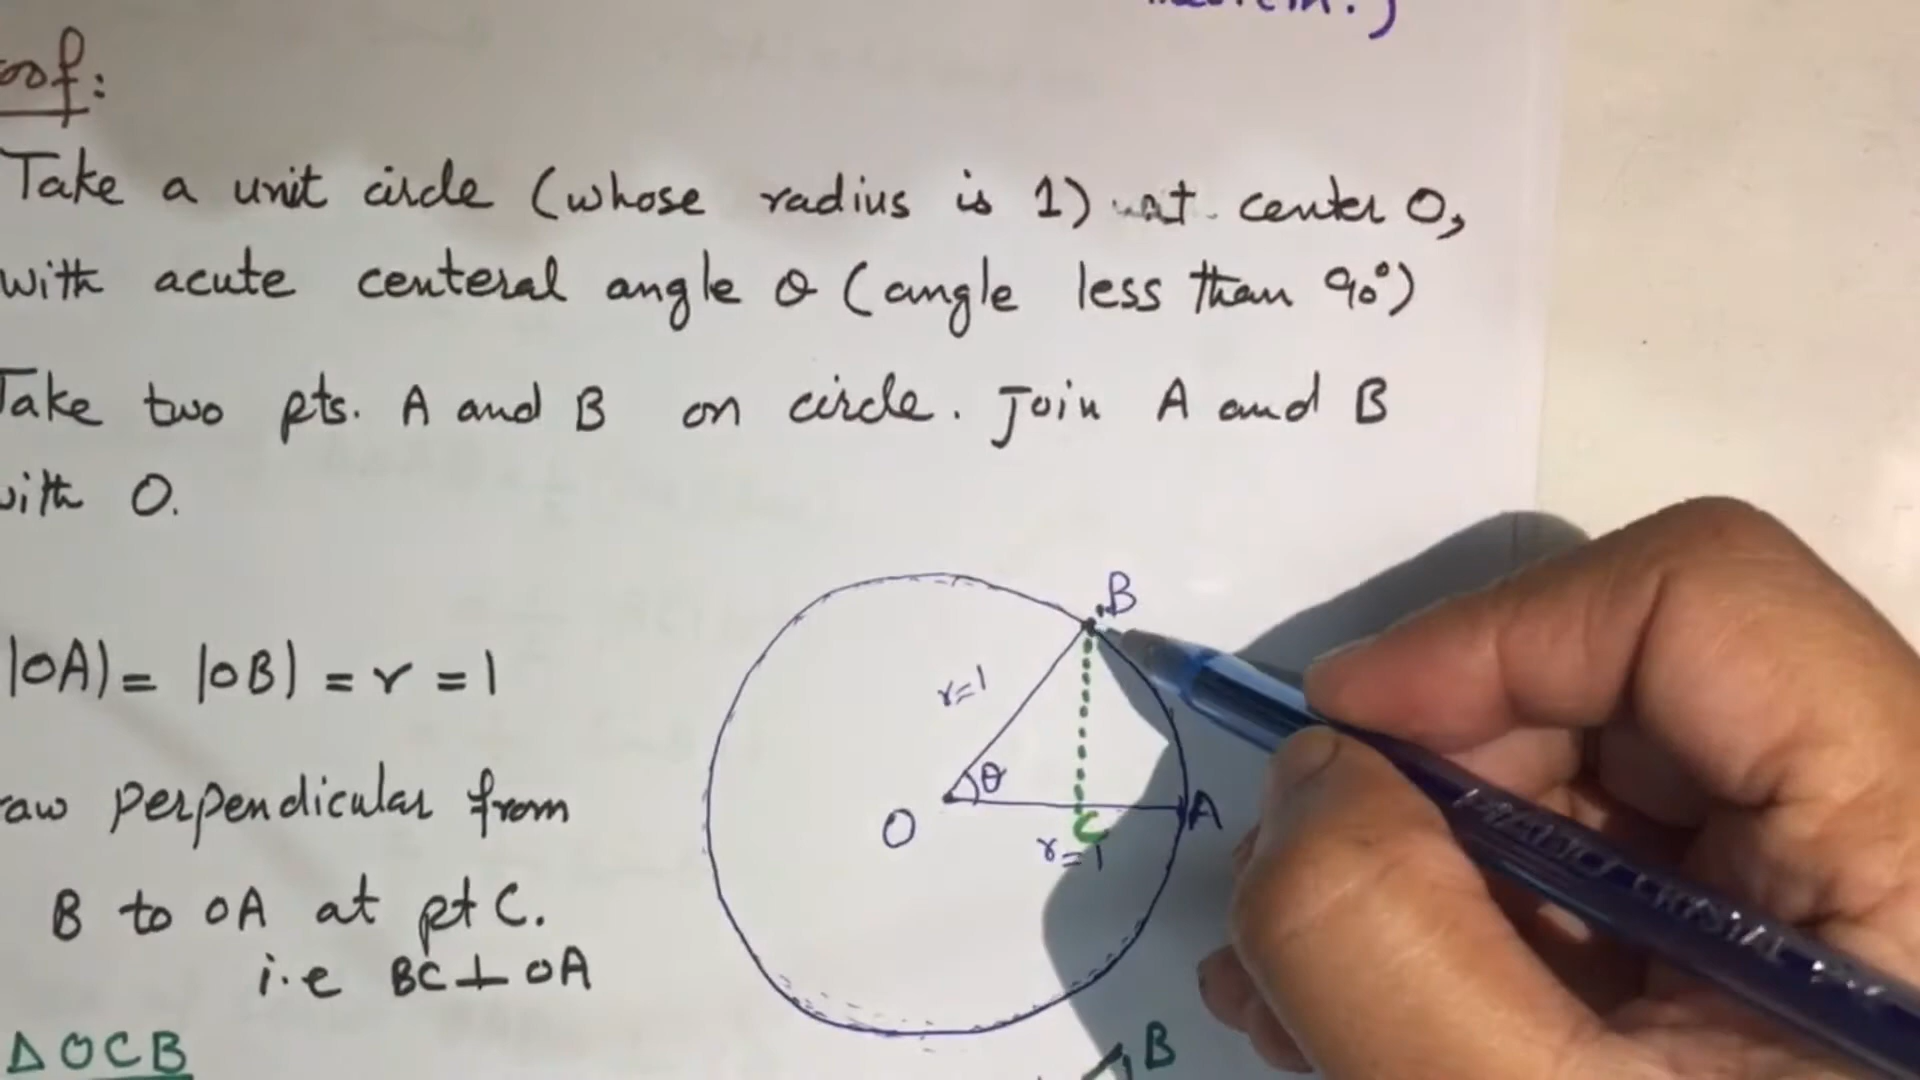 oof:
Take a unit circle (whose radius is 1) at center O,
with acute centeral angle θ (angle less than 90°)
Take two pts. A and B on circle. Join A and B
with O.
|OA| = |OB| = r = 1
raw perpendicular from
B to OA at pt C.
i.e BC⊥OA
△OCB
B
r=1
θ
O
C
A
r=1
B